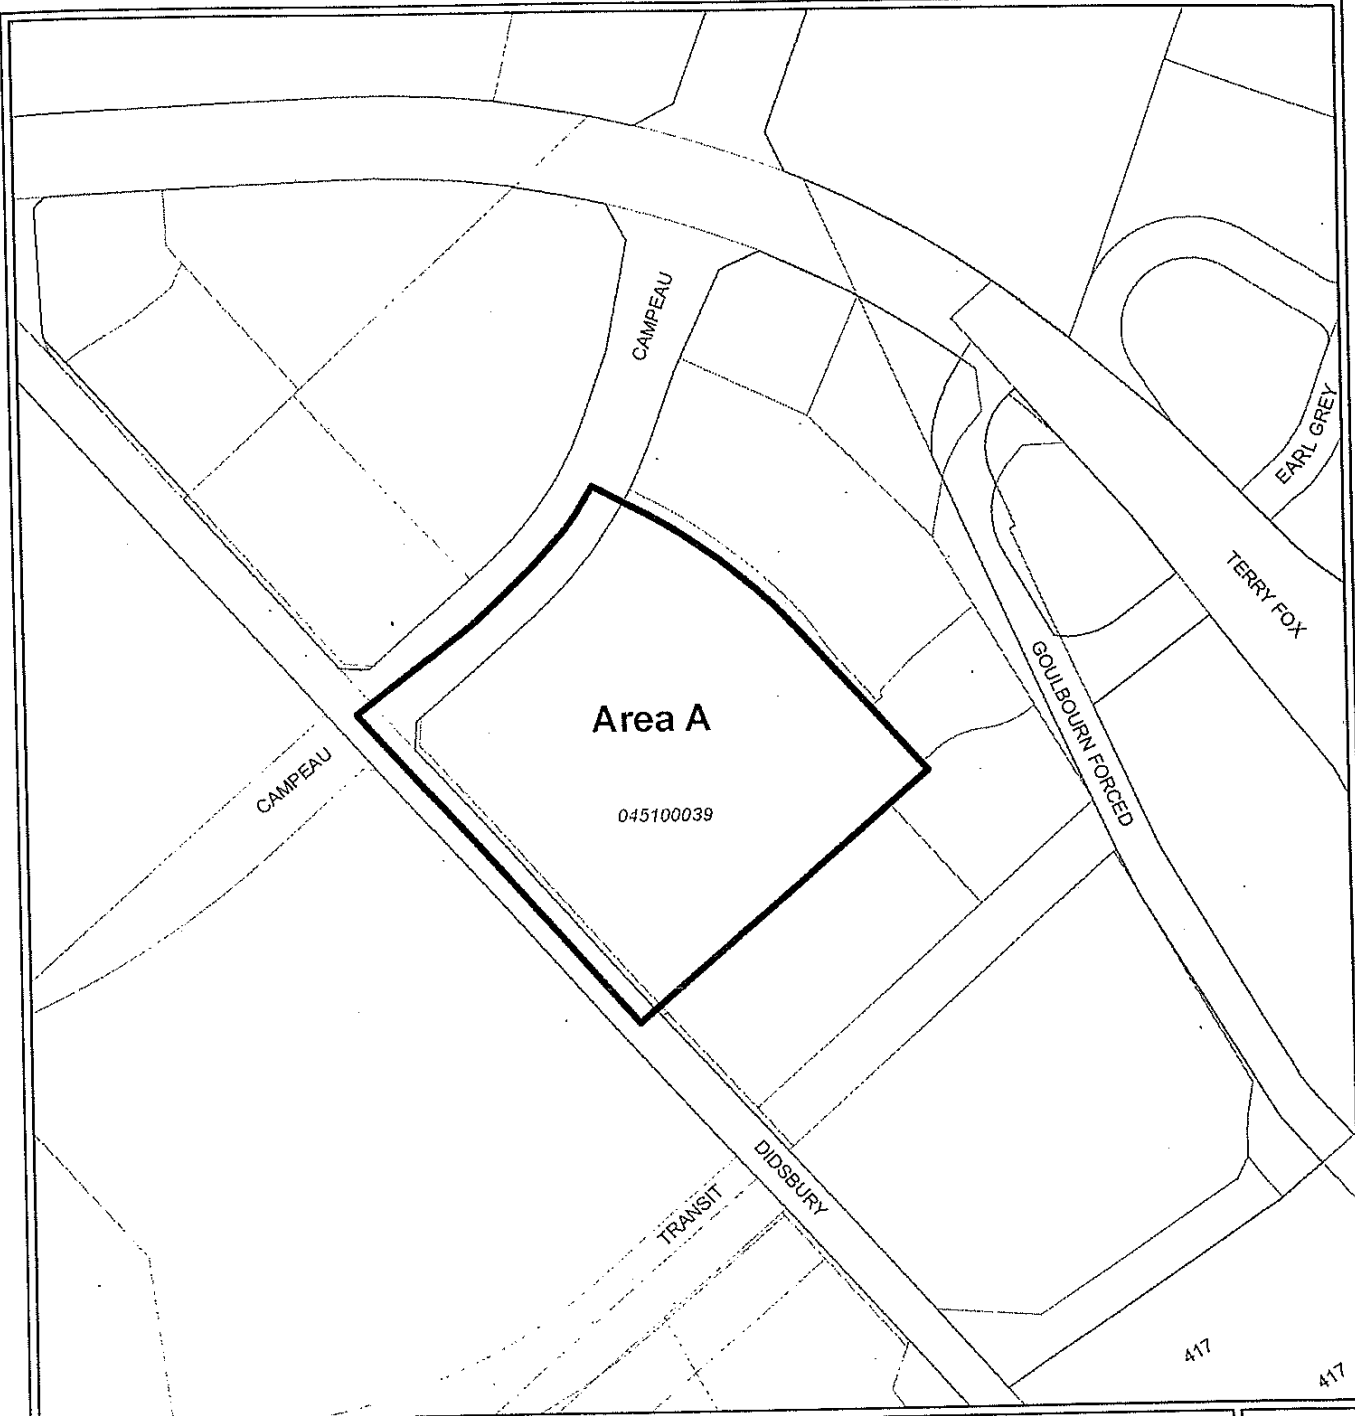 CAMPEAU
EARL GREY
TERRY FOX
GOULBOURN FORCED
Area A
CAMPEAU
045100039
DIDSBURY
TRANSIT
417
417